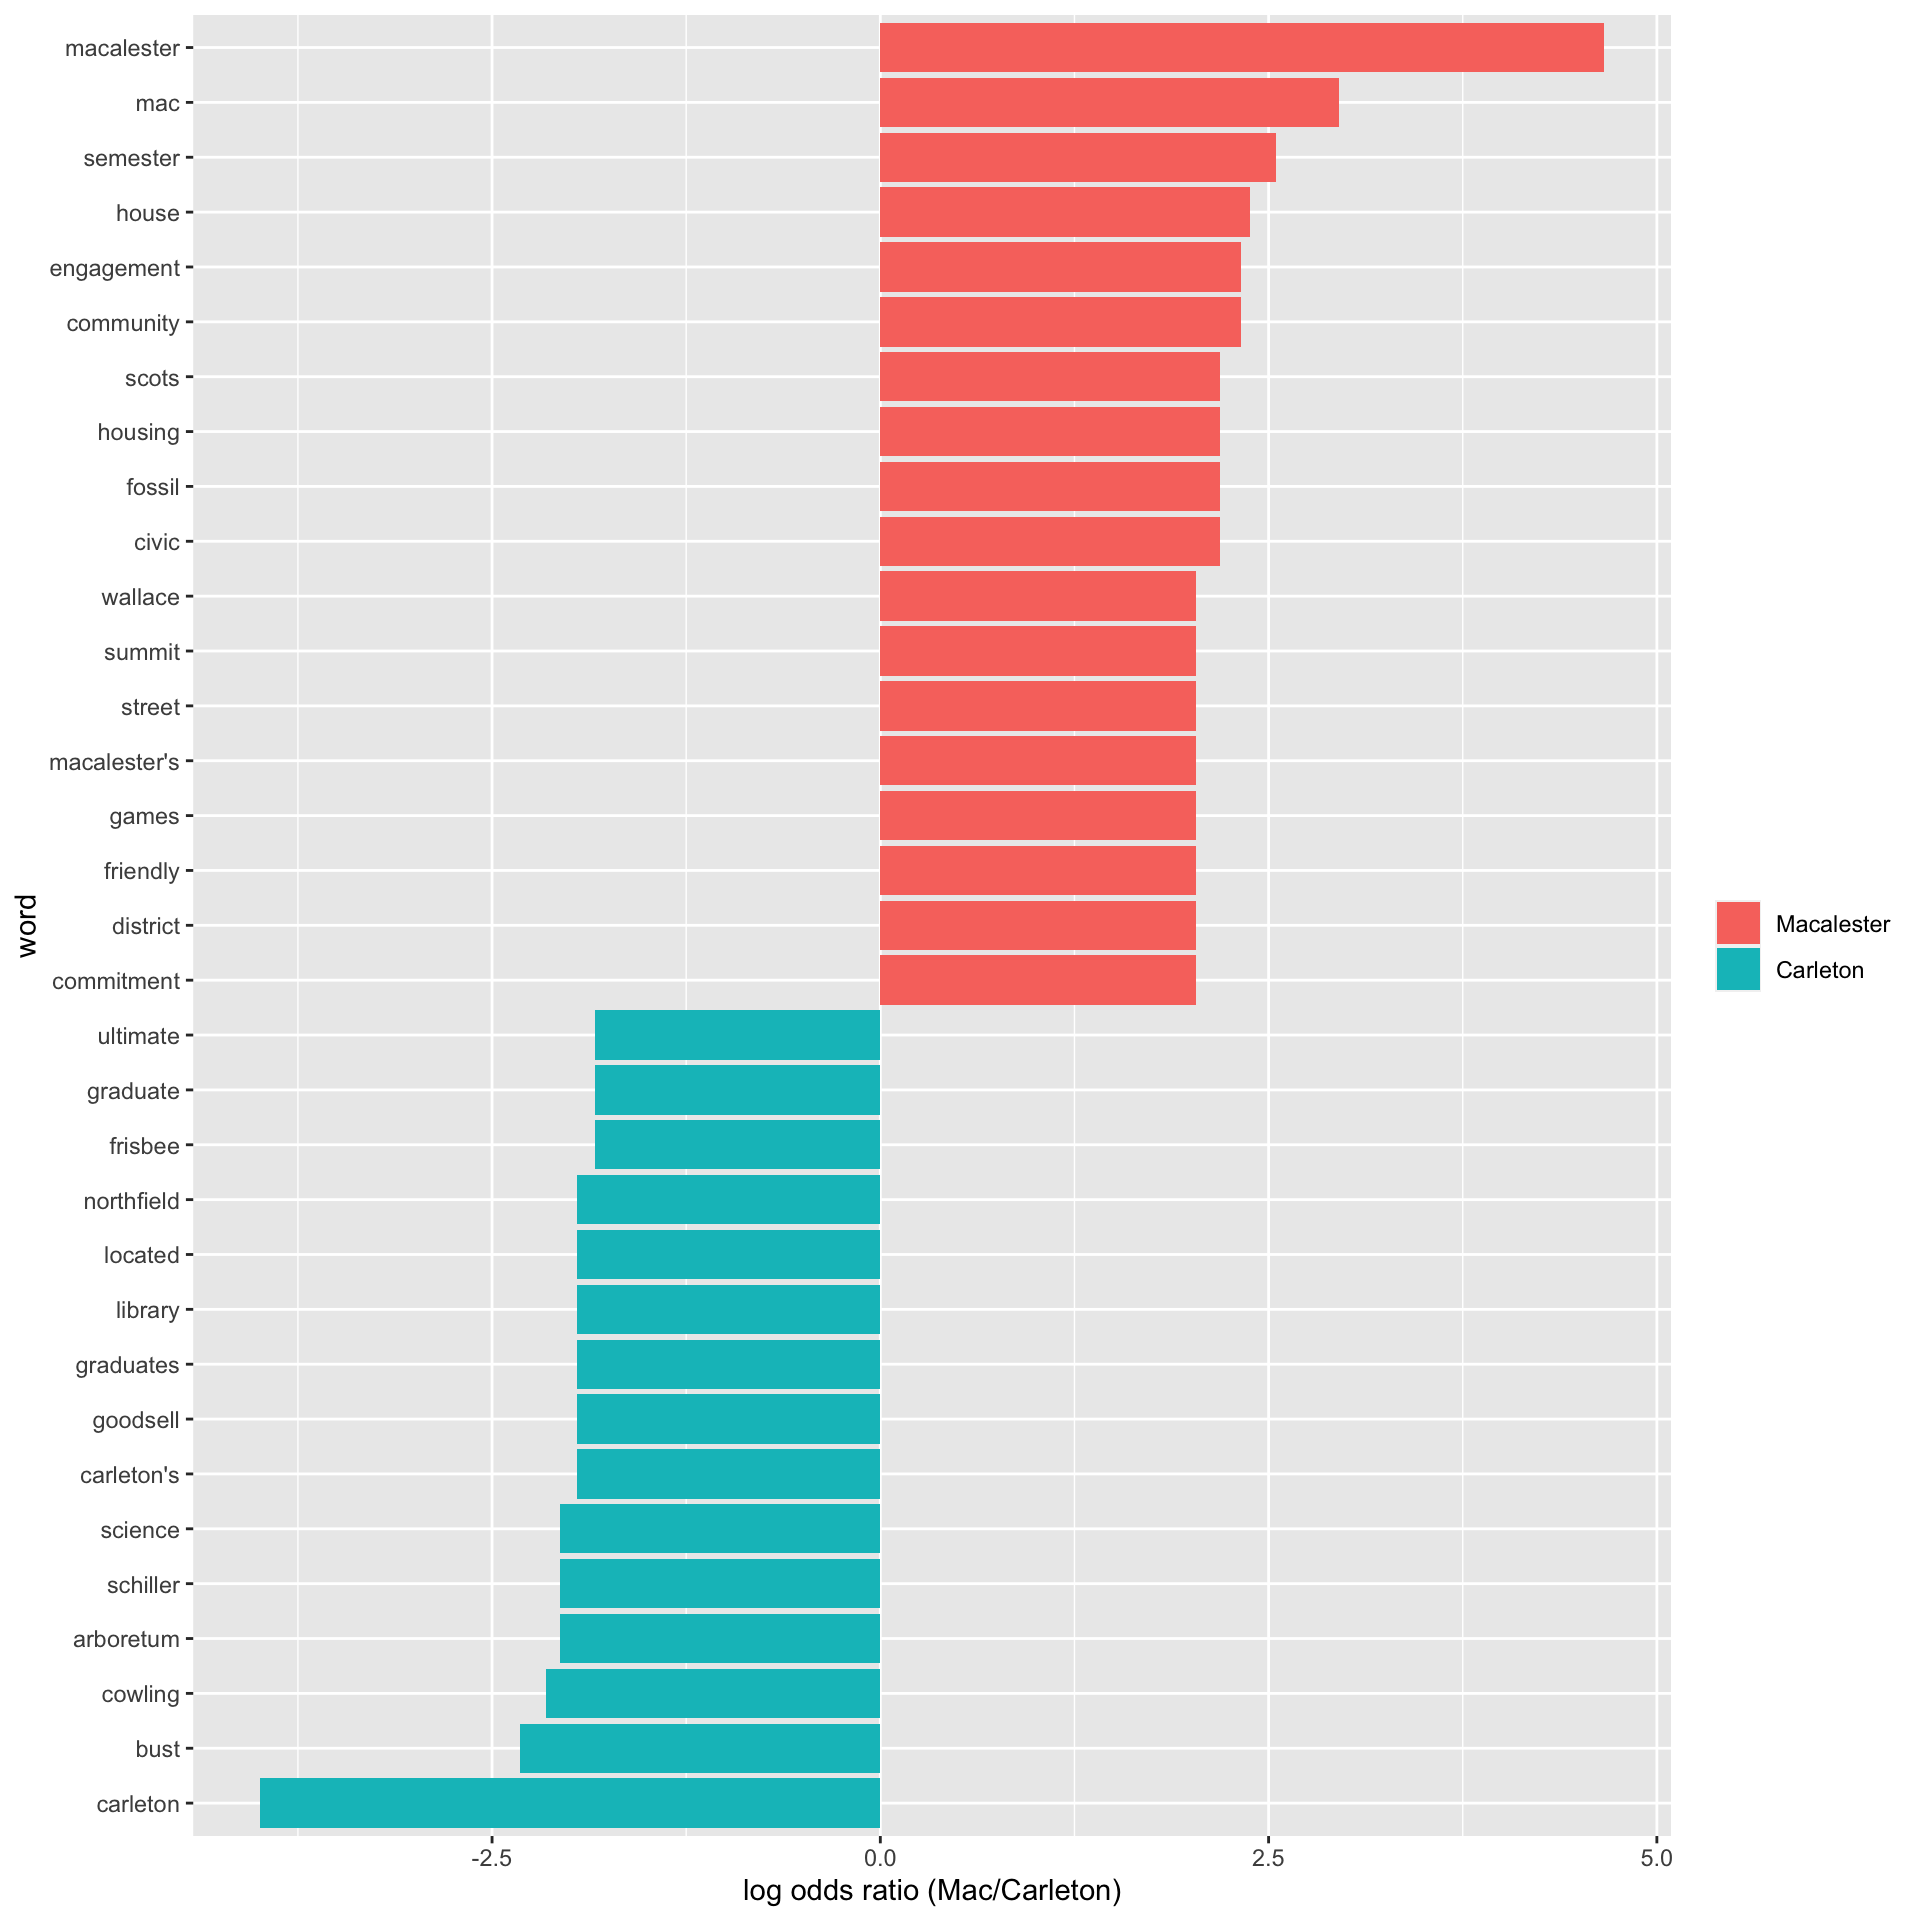 macalester
mac
semester
house
engagement
community
scots
housing
fossil
civic
wallace
summit
street
macalester's
games
friendly
district
commitment
ultimate
graduate
frisbee
northfield
located
library
graduates
goodsell
carleton's
science
schiller
arboretum
cowling
bust
carleton
word
-2.5 0.0 2.5 5.0
log odds ratio (Mac/Carleton)
Macalester
Carleton